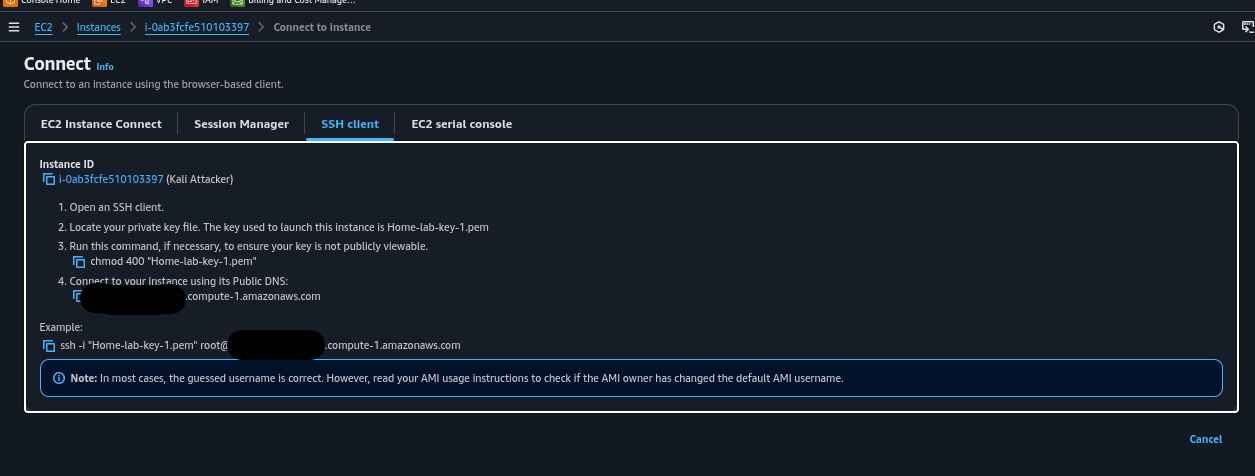 Console Home EC2 VPC IAM Billing and Cost Manage...
EC2 > Instances > i-0ab3fcfe510103397 > Connect to instance
Connect Info
Connect to an instance using the browser-based client.
EC2 Instance Connect Session Manager SSH client EC2 serial console
Instance ID
i-0ab3fcfe510103397 (Kali Attacker)
1. Open an SSH client.
2. Locate your private key file. The key used to launch this instance is Home-lab-key-1.pem
3. Run this command, if necessary, to ensure your key is not publicly viewable.
chmod 400 "Home-lab-key-1.pem"
4. Connect to your instance using its Public DNS:
.compute-1.amazonaws.com
Example:
ssh -i "Home-lab-key-1.pem" root@ .compute-1.amazonaws.com
Note: In most cases, the guessed username is correct. However, read your AMI usage instructions to check if the AMI owner has changed the default AMI username.
Cancel